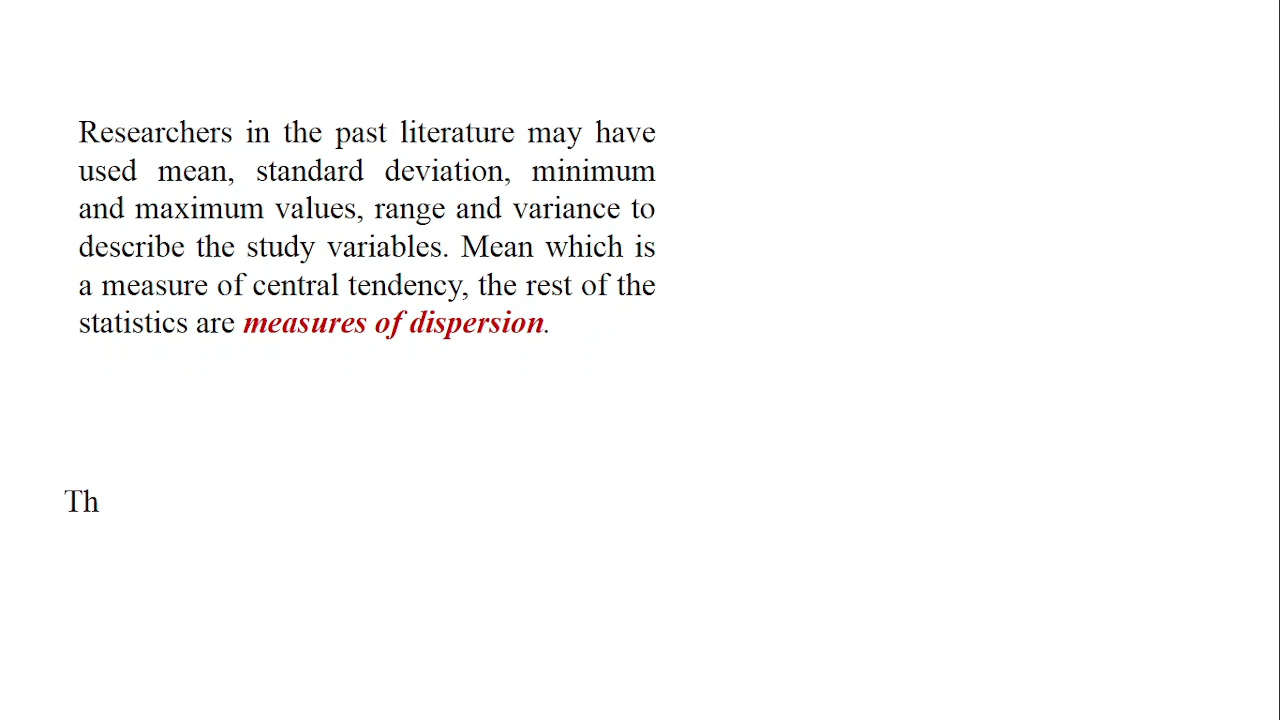 Researchers in the past literature may have
used mean, standard deviation, minimum
and maximum values, range and variance to
describe the study variables. Mean which is
a measure of central tendency, the rest of the
statistics are measures of dispersion.
Th